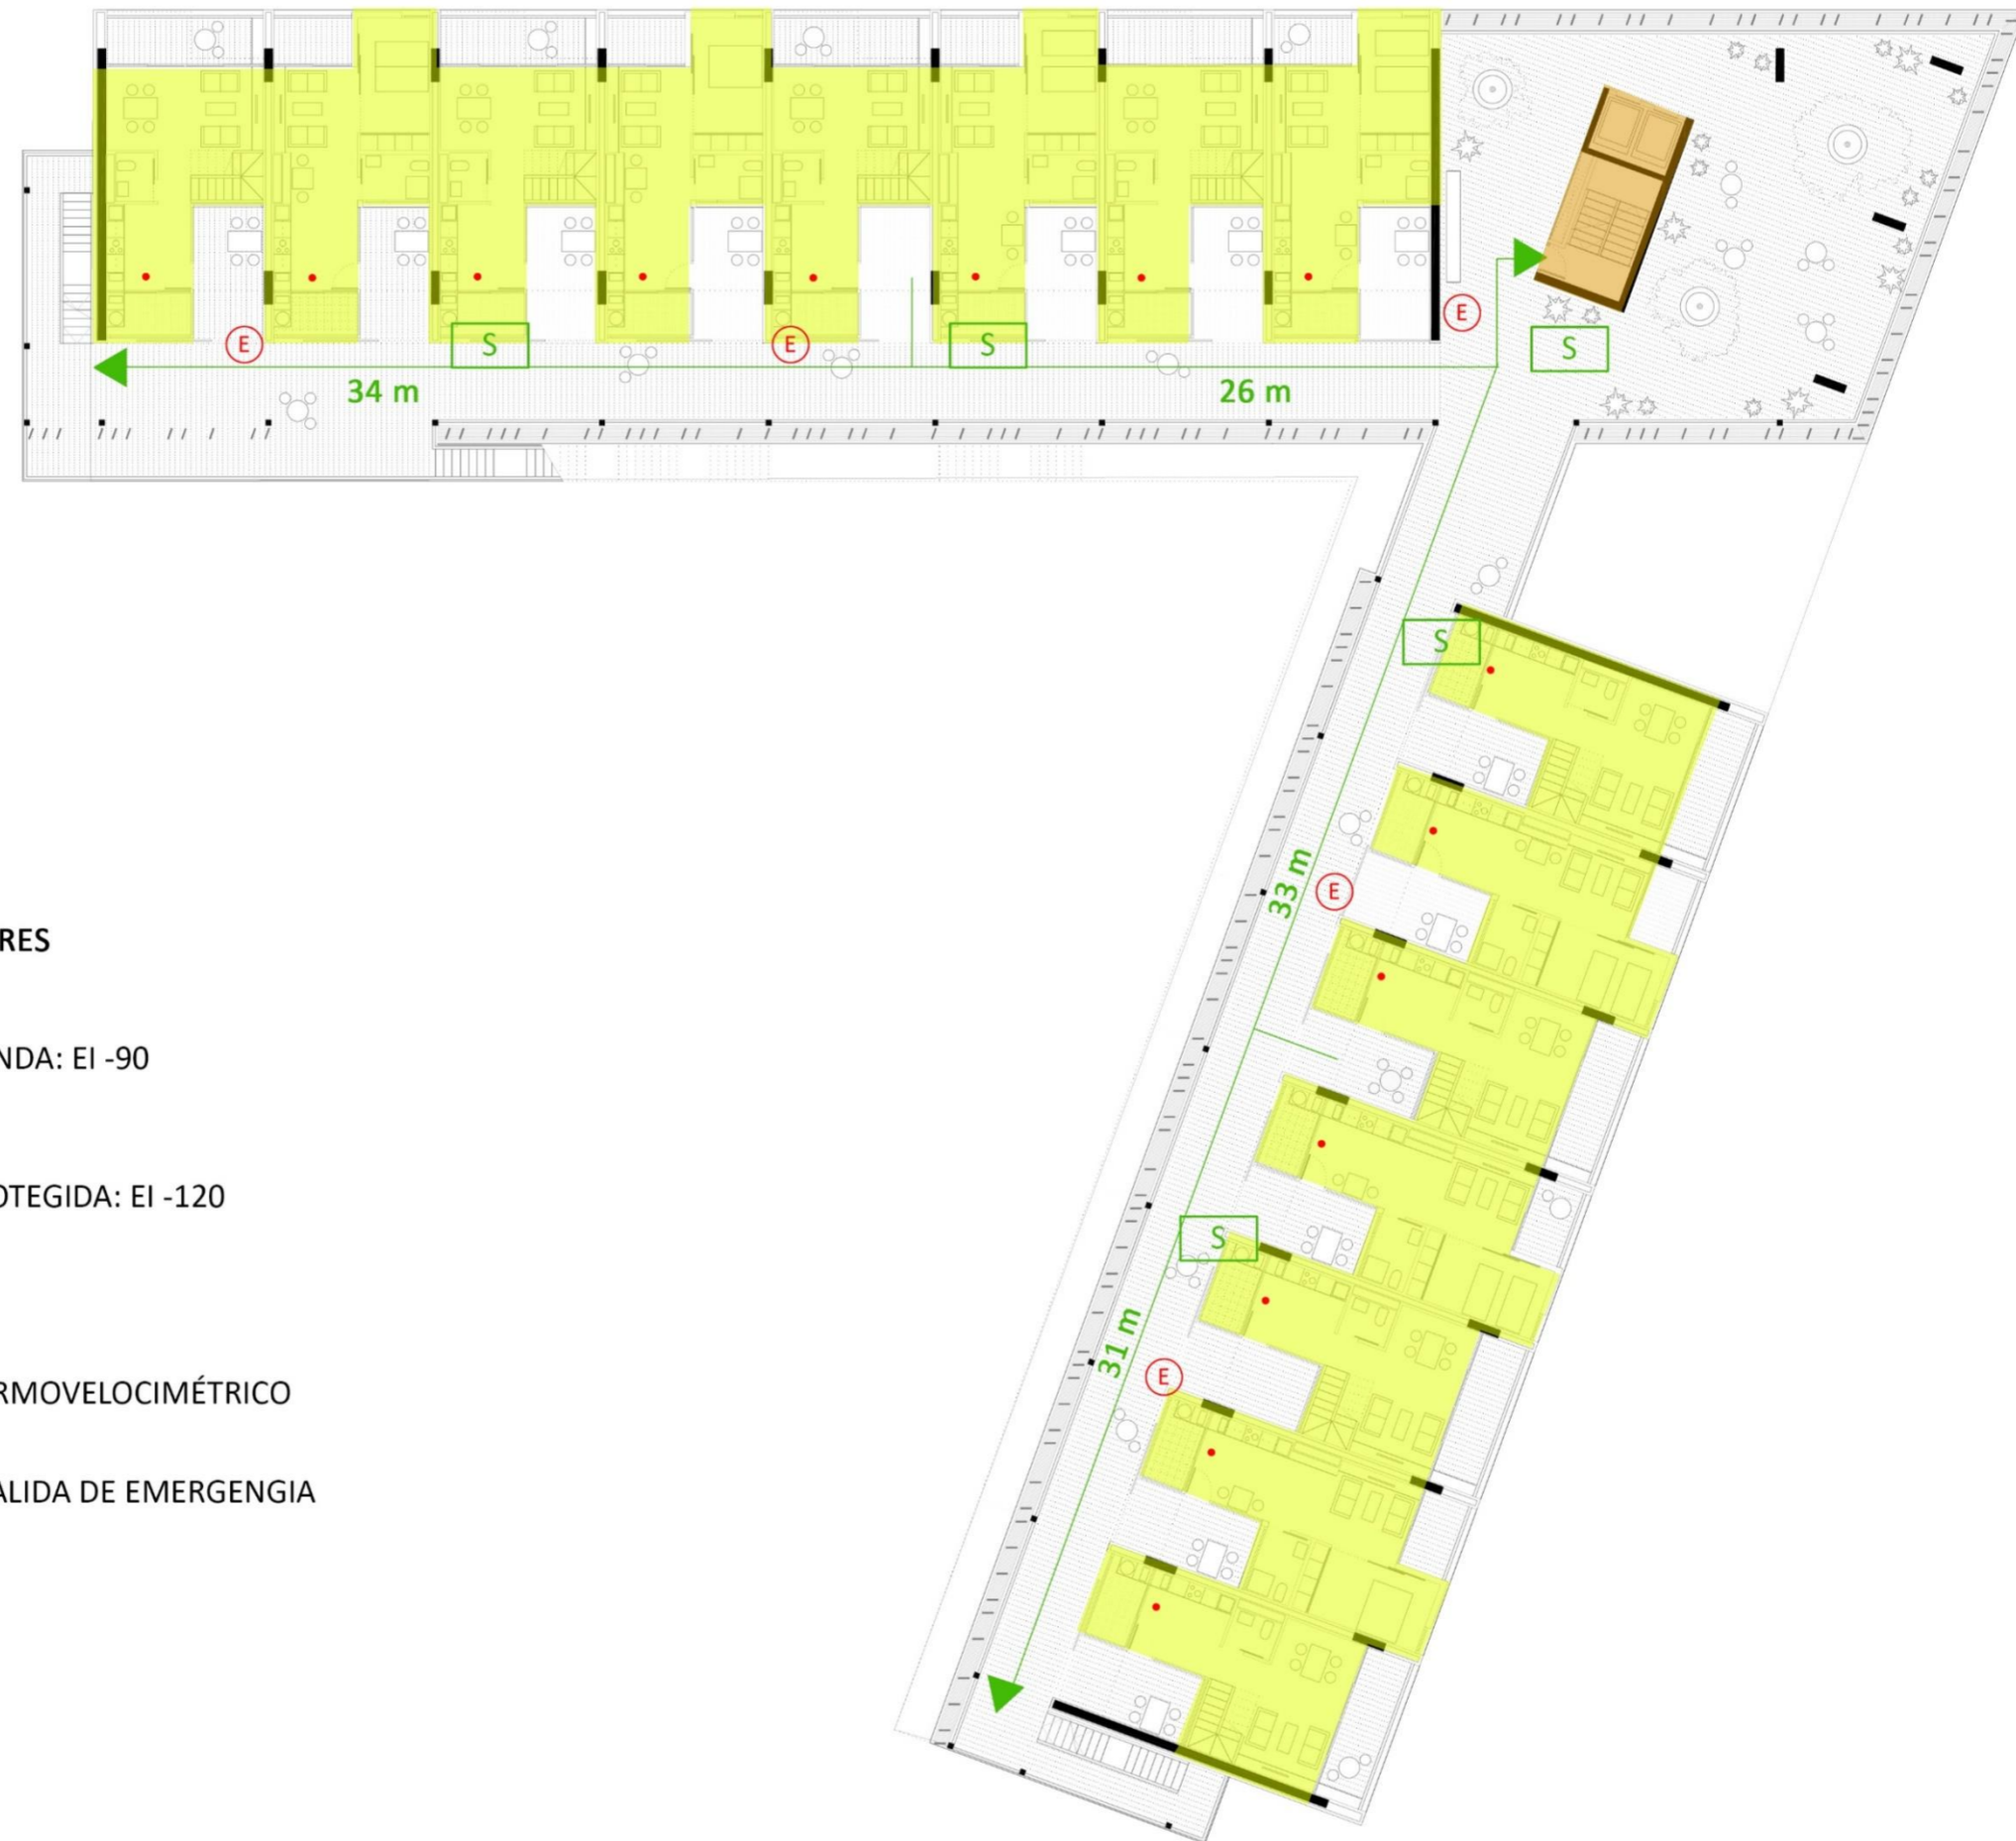 E
S
E
S
E
S
34 m
26 m
S
33 m
E
RES
NDA: EI -90
OTEGIDA: EI -120
S
31 m
E
RMOVELOCIMÉTRICO
ALIDA DE EMERGENGIA